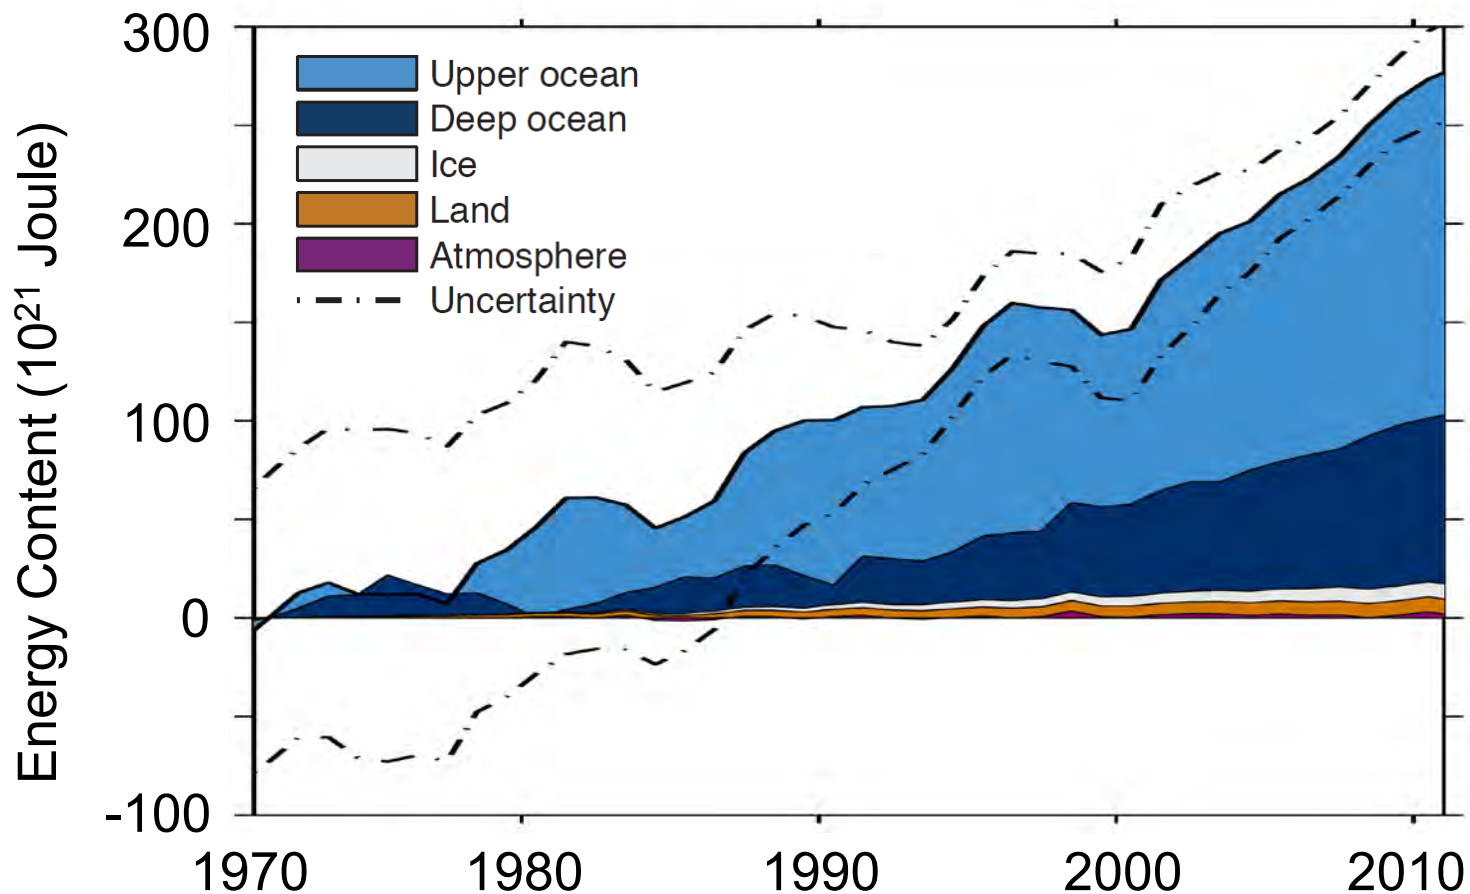 300
200
100
0
-100
Energy Content (10²¹ Joule)
Upper ocean
Deep ocean
Ice
Land
Atmosphere
Uncertainty
1970 1980 1990 2000 2010